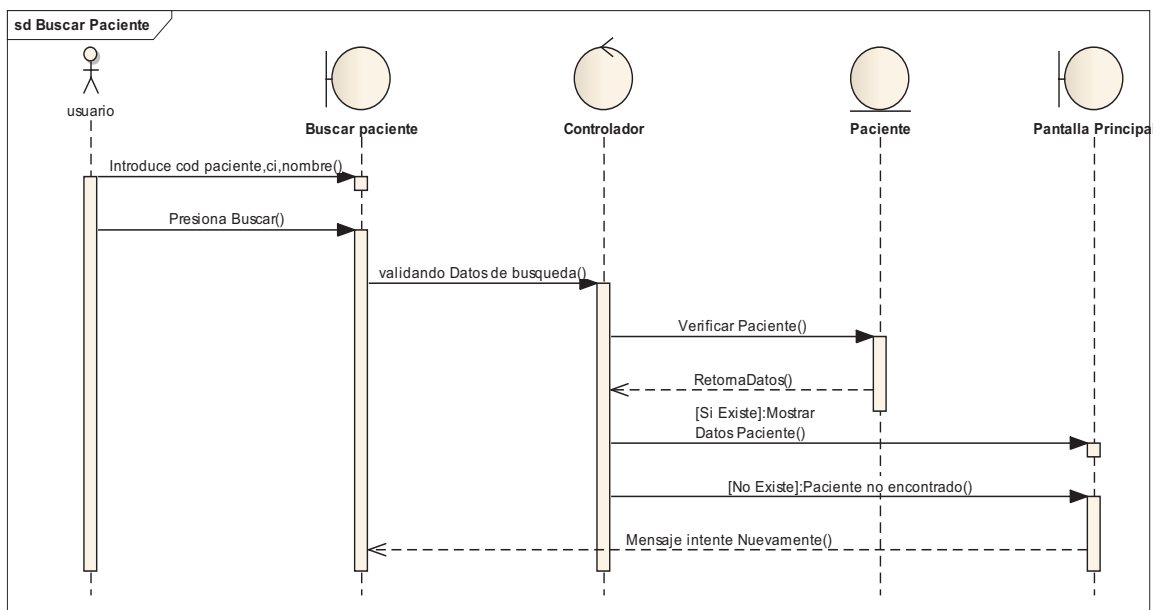 sd Buscar Paciente
usuario
Buscar paciente
Controlador
Paciente
Pantalla Principal
Introduce cod paciente,ci,nombre()
Presiona Buscar()
validando Datos de busqueda()
Verificar Paciente()
RetornaDatos()
[Si Existe]:Mostrar
Datos Paciente()
[No Existe]:Paciente no encontrado()
Mensaje intente Nuevamente()